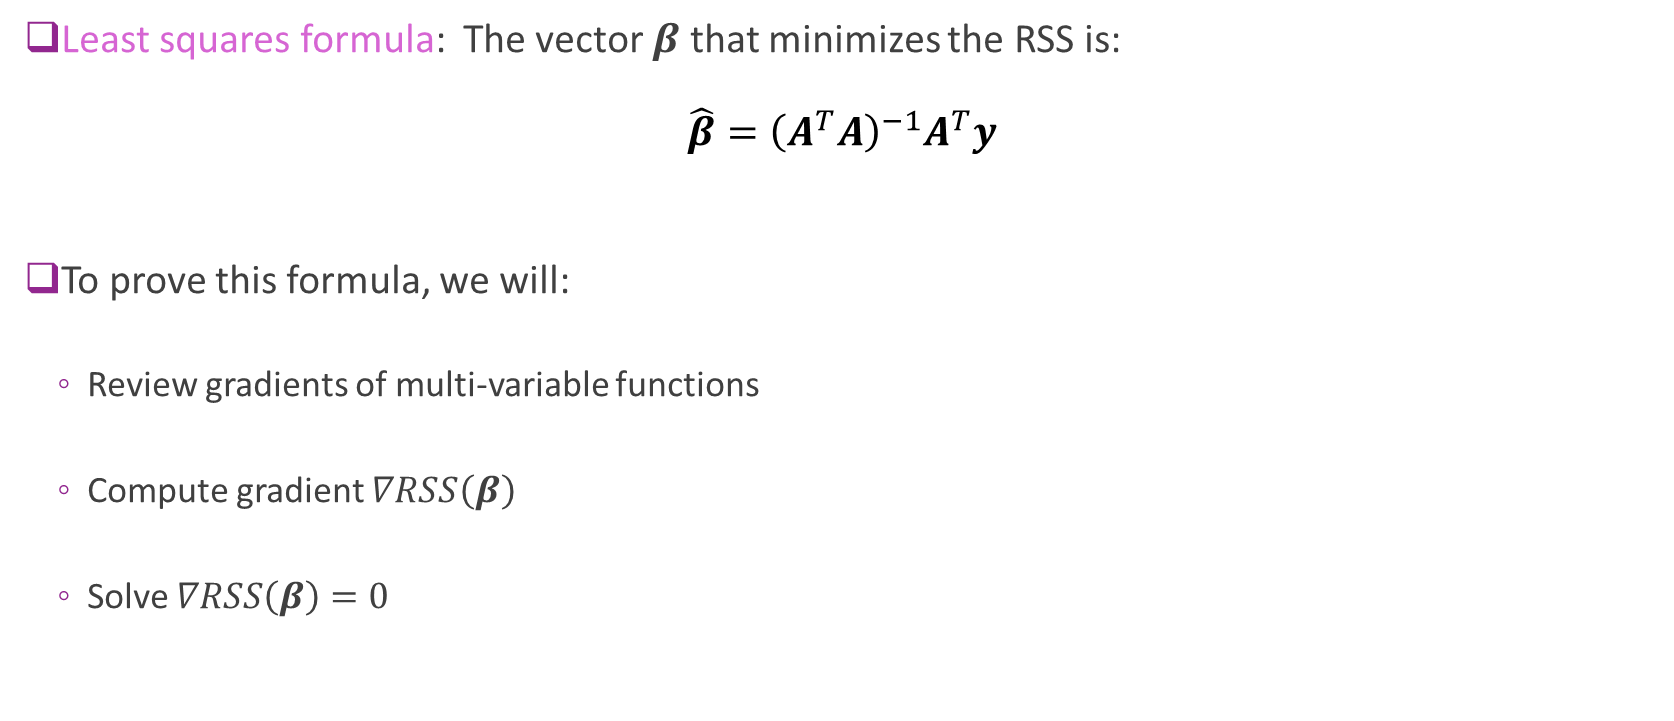 ❑Least squares formula: The vector 𝜷 that minimizes the RSS is:
𝜷̂ = (𝑨ᵀ𝑨)⁻¹𝑨ᵀ𝒚
❑To prove this formula, we will:
◦ Review gradients of multi-variable functions
◦ Compute gradient 𝛻𝑅𝑆𝑆(𝜷)
◦ Solve 𝛻𝑅𝑆𝑆(𝜷) = 0